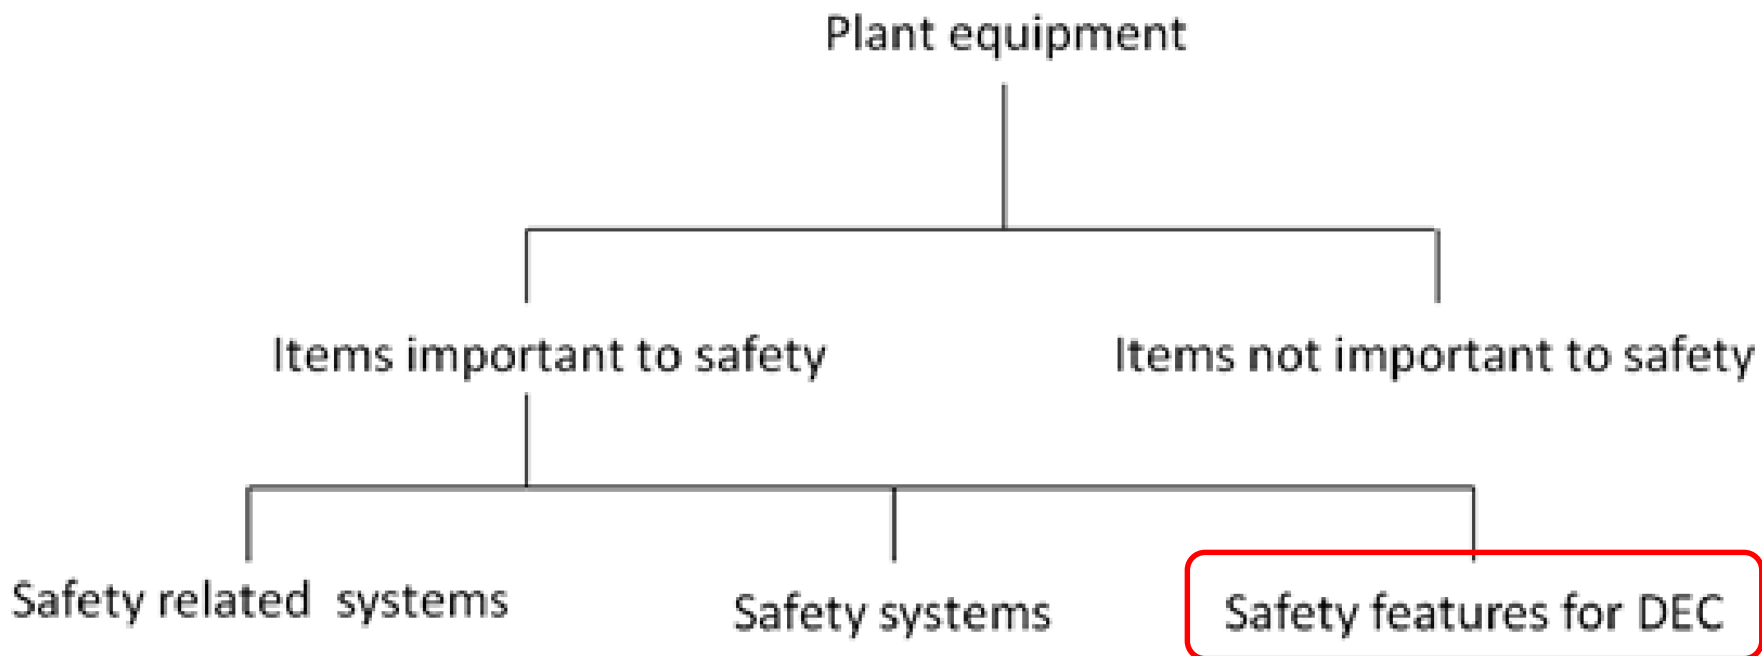 Plant equipment
Items important to safety
Items not important to safety
Safety related systems
Safety systems
Safety features for DEC